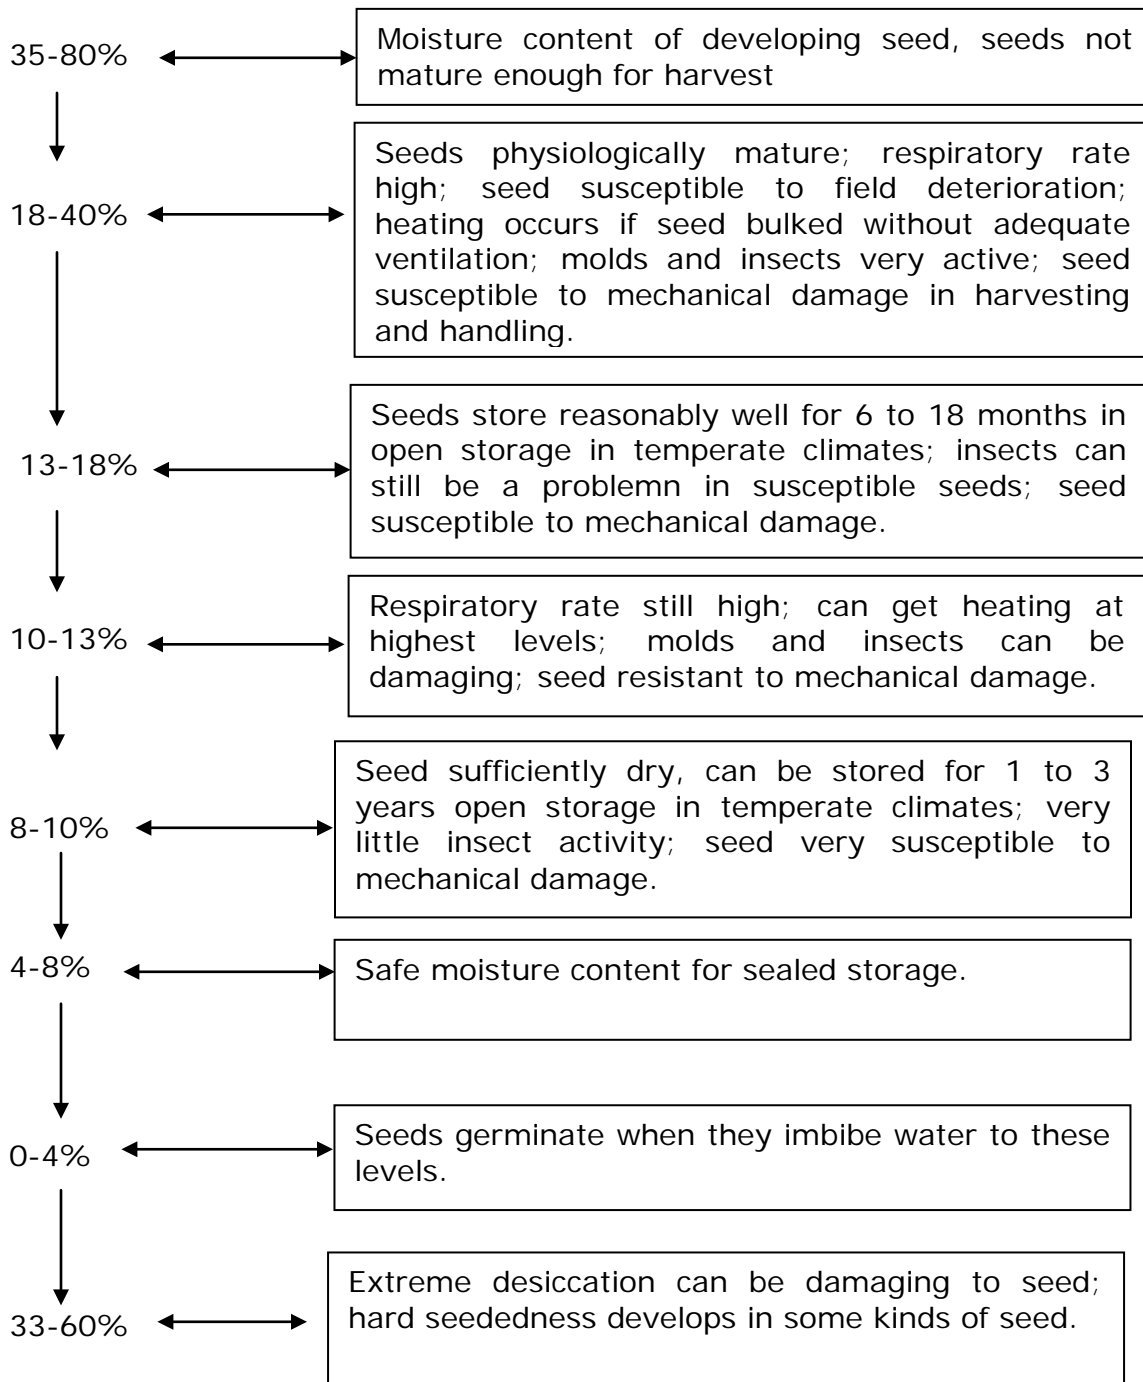 35-80%
Moisture content of developing seed, seeds not
mature enough for harvest
18-40%
Seeds physiologically mature; respiratory rate
high; seed susceptible to field deterioration;
heating occurs if seed bulked without adequate
ventilation; molds and insects very active; seed
susceptible to mechanical damage in harvesting
and handling.
13-18%
Seeds store reasonably well for 6 to 18 months in
open storage in temperate climates; insects can
still be a problemn in susceptible seeds; seed
susceptible to mechanical damage.
10-13%
Respiratory rate still high; can get heating at
highest levels; molds and insects can be
damaging; seed resistant to mechanical damage.
8-10%
Seed sufficiently dry, can be stored for 1 to 3
years open storage in temperate climates; very
little insect activity; seed very susceptible to
mechanical damage.
4-8%
Safe moisture content for sealed storage.
0-4%
Seeds germinate when they imbibe water to these
levels.
33-60%
Extreme desiccation can be damaging to seed;
hard seededness develops in some kinds of seed.